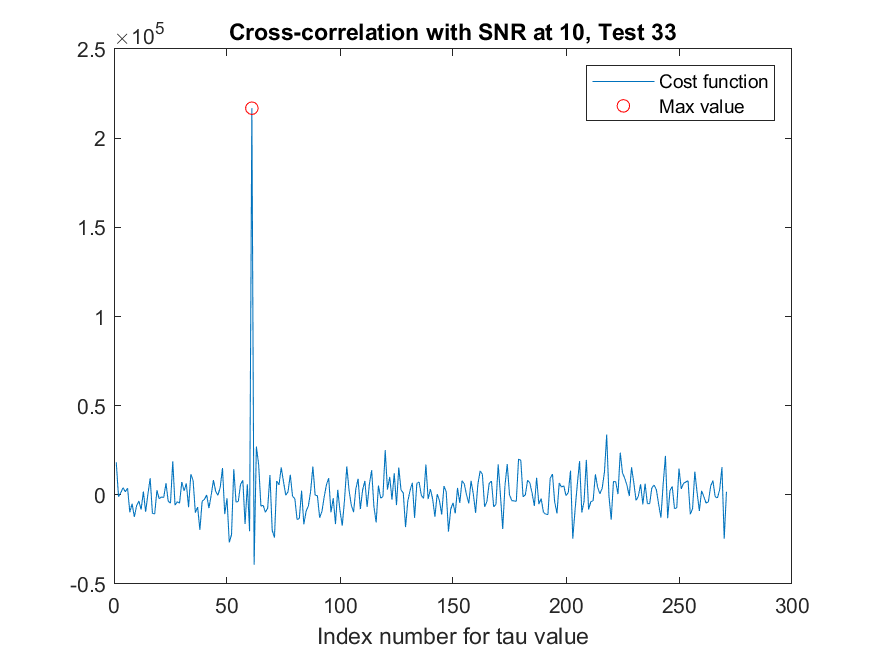 Cross-correlation with SNR at 10, Test 33
×10^5
2.5
2
1.5
1
0.5
0
-0.5
0 50 100 150 200 250 300
Index number for tau value
Cost function
Max value